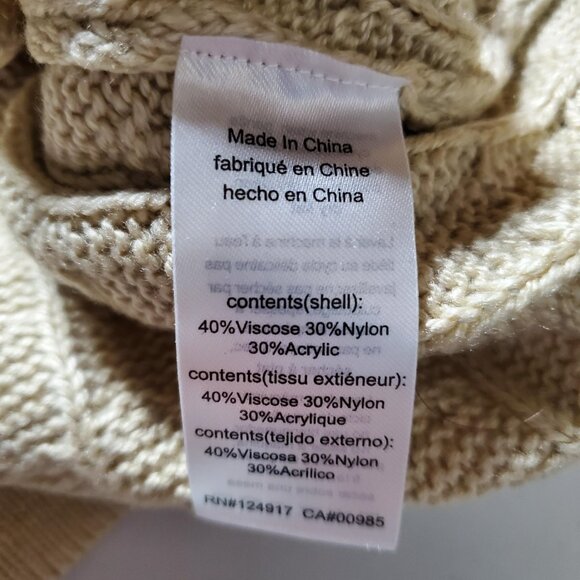 Made In China
fabriqué en Chine
hecho en China
contents(shell):
40%Viscose 30%Nylon
30%Acrylic
contents(tissu extiéneur):
40%Viscose 30%Nylon
30%Acrylique
contents(tejido externo):
40%Viscosa 30%Nylon
30%Acrílico
RN#124917 CA#00985